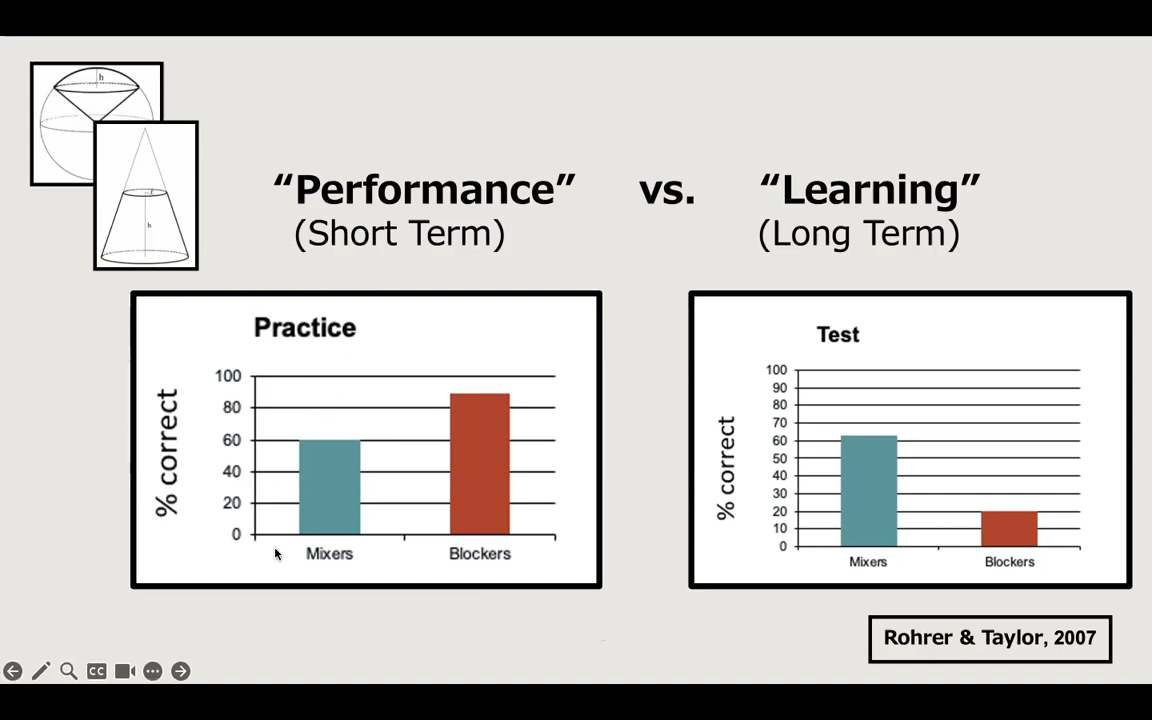 h
r
h
“Performance” vs. “Learning”
(Short Term) (Long Term)
Practice
% correct
100
80
60
40
20
0
Mixers Blockers
Test
% correct
100
90
80
70
60
50
40
30
20
10
0
Mixers Blockers
Rohrer & Taylor, 2007
CC